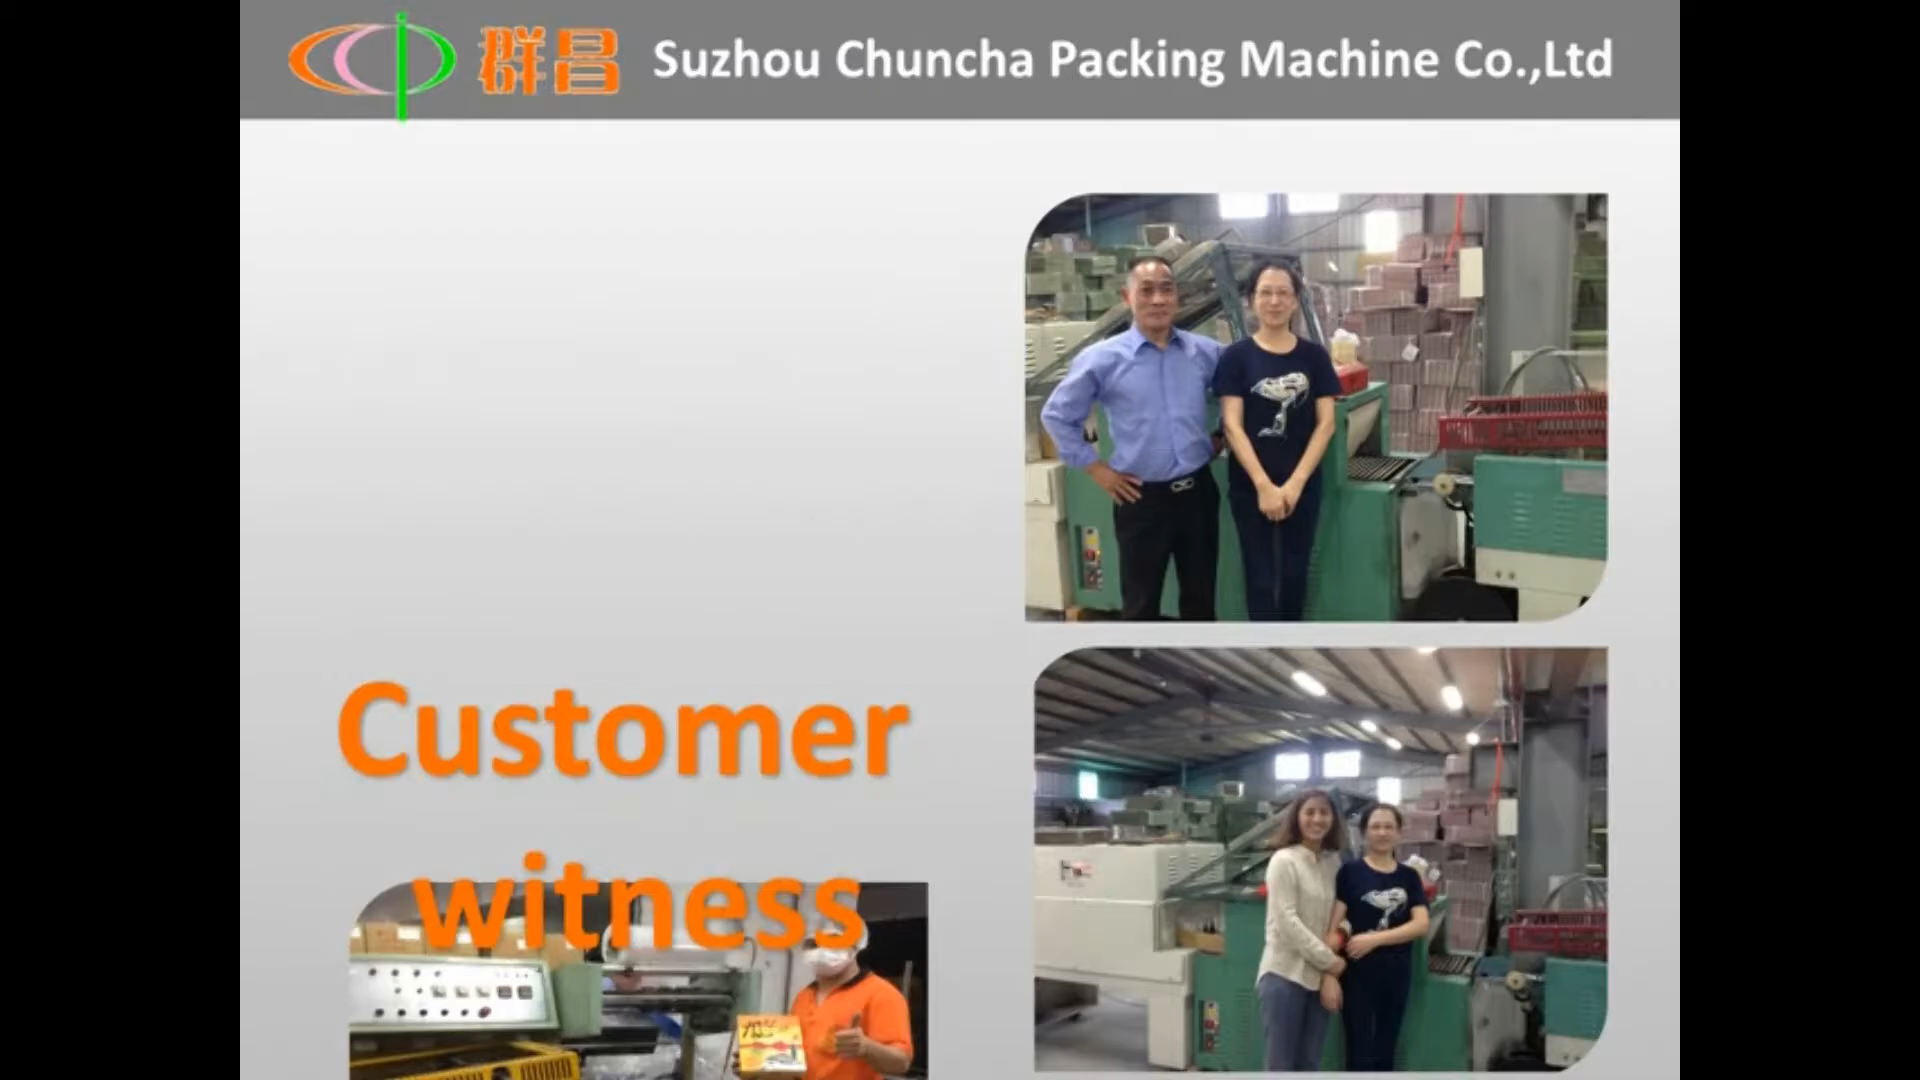 群昌 Suzhou Chuncha Packing Machine Co.,Ltd
Customer
witness